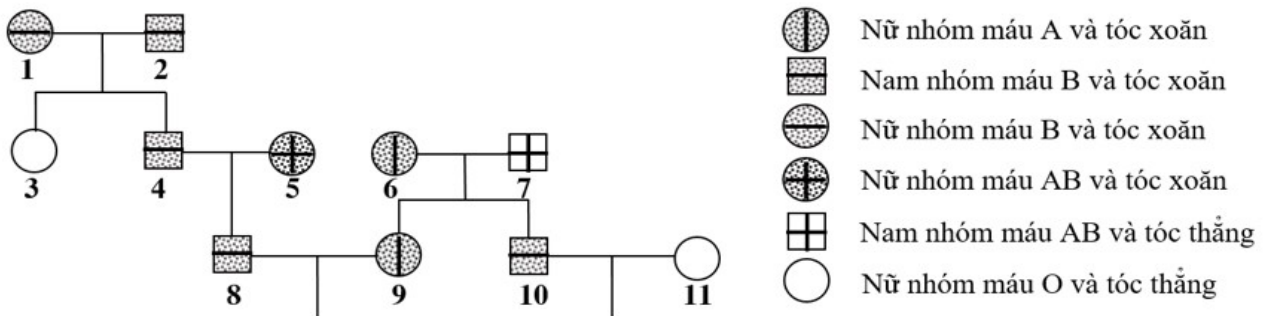 1
2
3
4
5
6
7
8
9
10
11
Nữ nhóm máu A và tóc xoăn
Nam nhóm máu B và tóc xoăn
Nữ nhóm máu B và tóc xoăn
Nữ nhóm máu AB và tóc xoăn
Nam nhóm máu AB và tóc thẳng
Nữ nhóm máu O và tóc thẳng